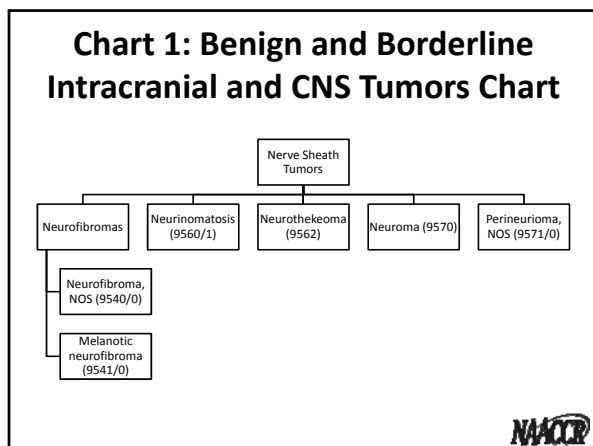 Chart 1: Benign and Borderline
Intracranial and CNS Tumors Chart
Nerve Sheath
Tumors
Neurofibromas
Neurinomatosis
(9560/1)
Neurothekeoma
(9562)
Neuroma (9570)
Perineurioma,
NOS (9571/0)
Neurofibroma,
NOS (9540/0)
Melanotic
neurofibroma
(9541/0)
NAACCR